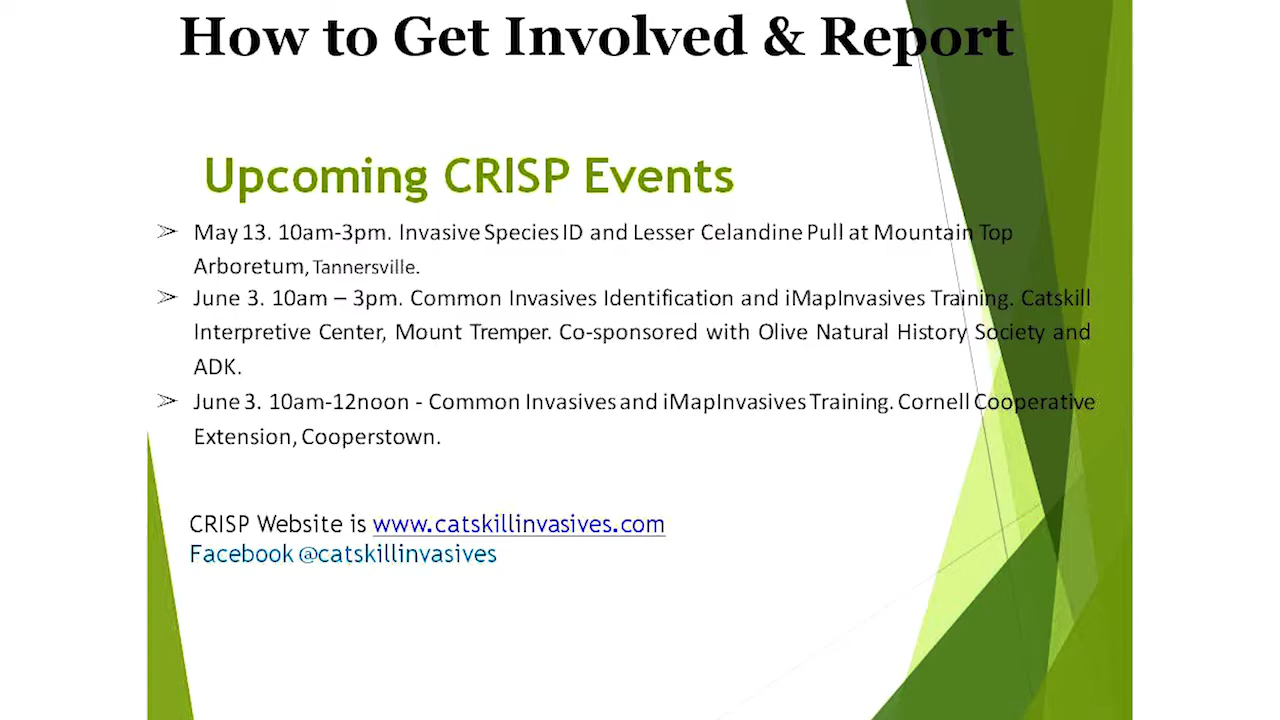 How to Get Involved & Report
Upcoming CRISP Events
➢ May 13. 10am-3pm. Invasive Species ID and Lesser Celandine Pull at Mountain Top
Arboretum, Tannersville.
➢ June 3. 10am – 3pm. Common Invasives Identification and iMapInvasives Training. Catskill
Interpretive Center, Mount Tremper. Co-sponsored with Olive Natural History Society and
ADK.
➢ June 3. 10am-12noon - Common Invasives and iMapInvasives Training. Cornell Cooperative
Extension, Cooperstown.
CRISP Website is www.catskillinvasives.com
Facebook @catskillinvasives